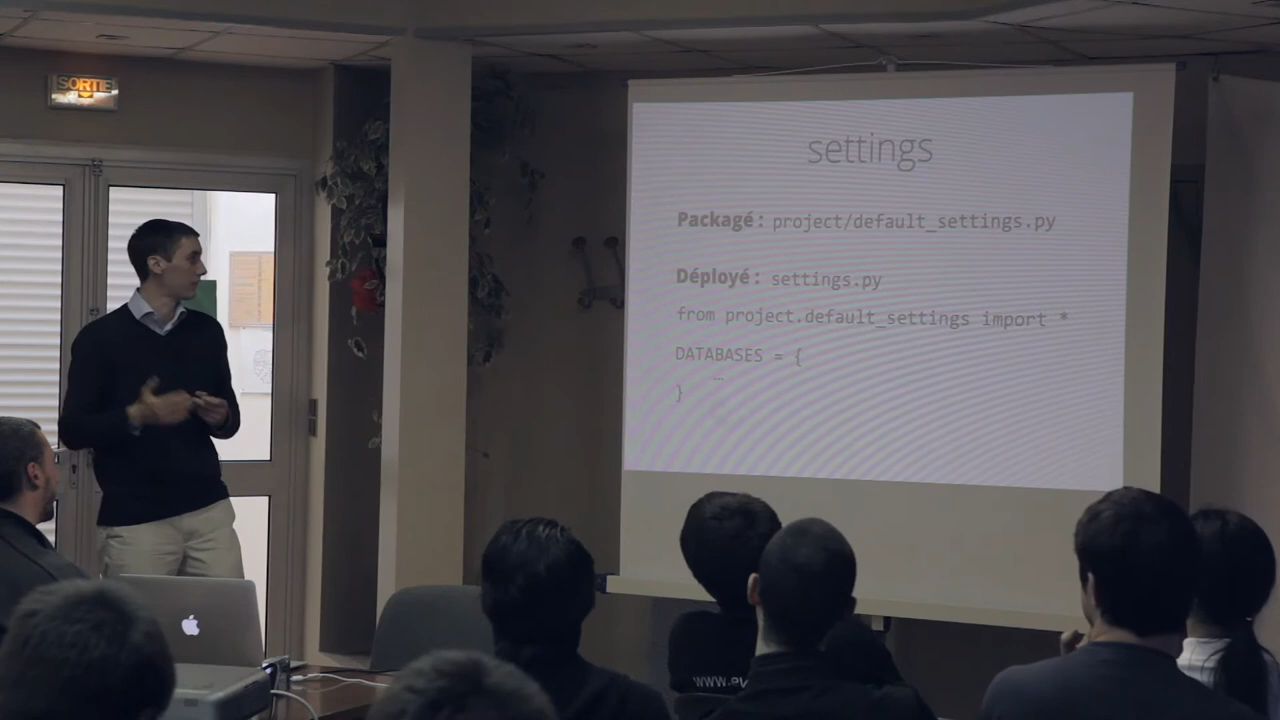 SORTIE
settings
Packagé : project/default_settings.py
Déployé : settings.py
from project.default_settings import *
DATABASES = {
...
}